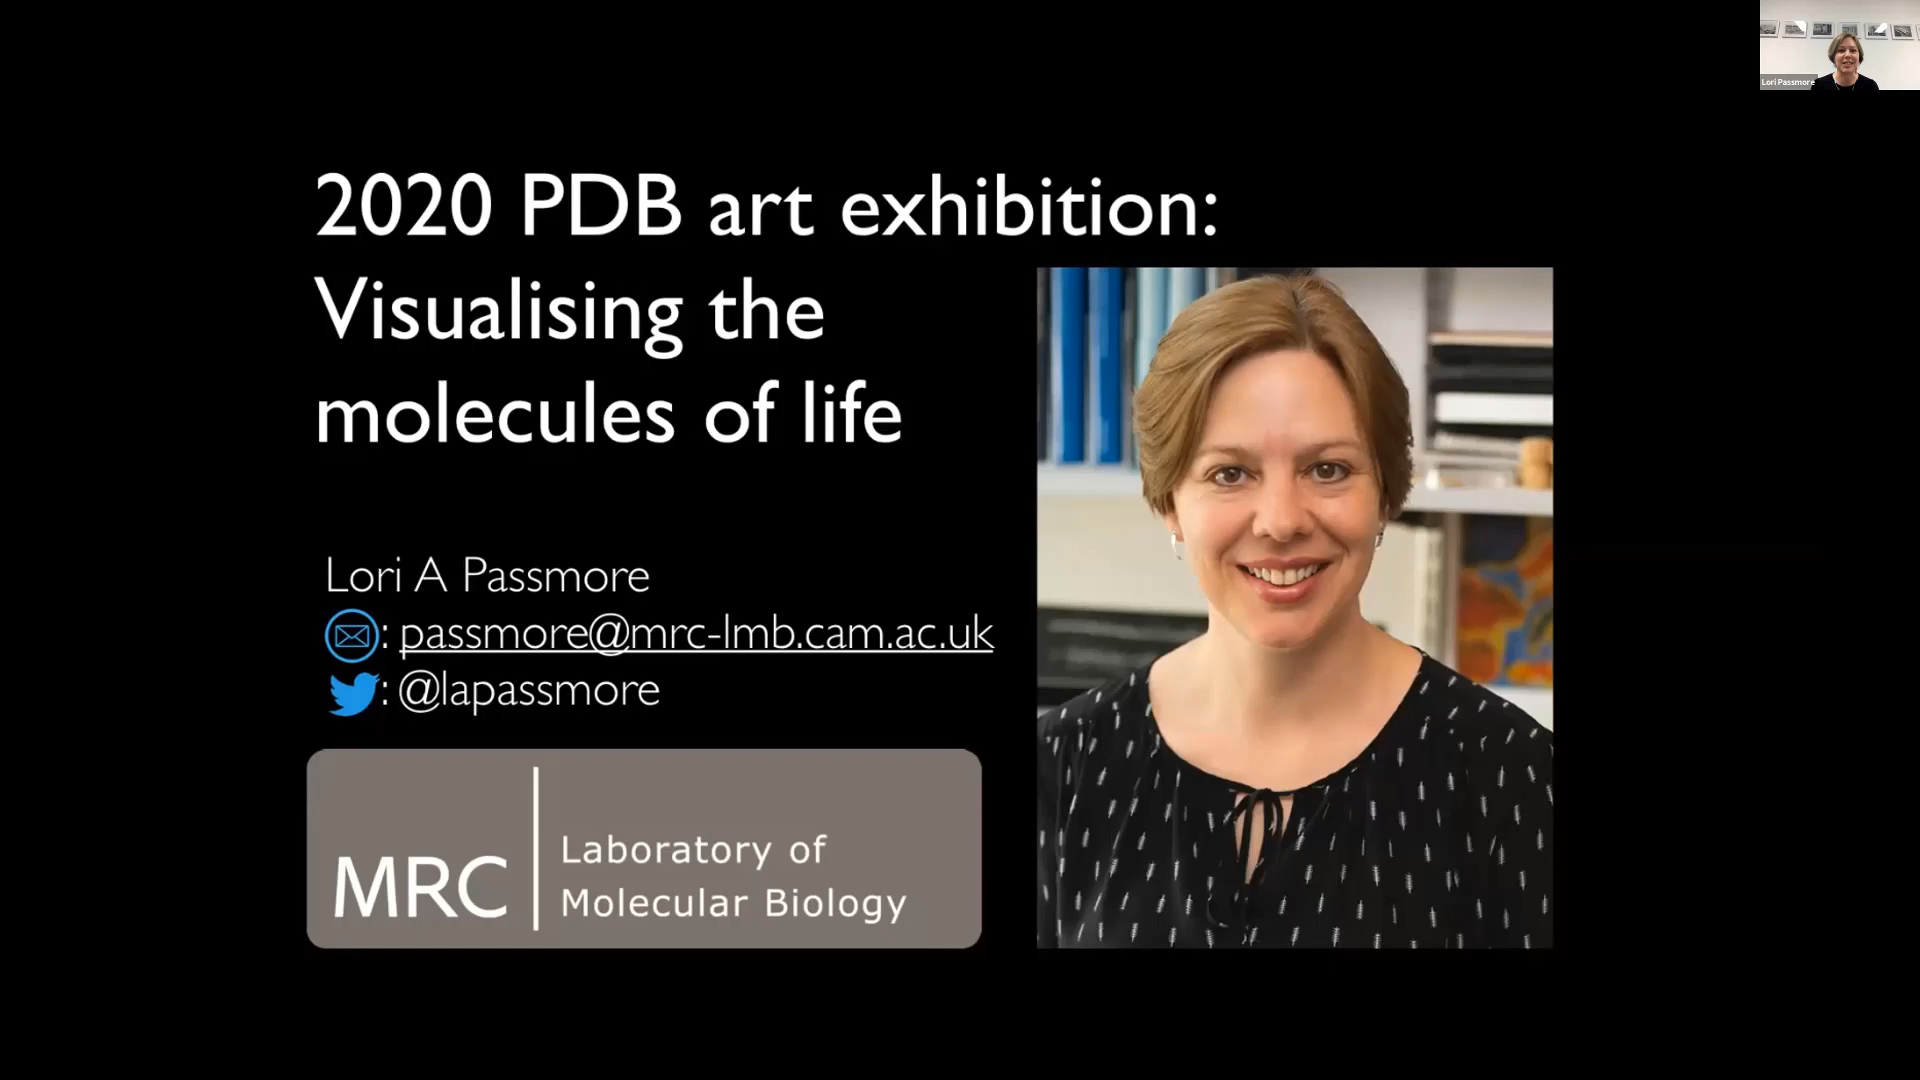 2020 PDB art exhibition:
Visualising the
molecules of life
Lori A Passmore
: passmore@mrc-lmb.cam.ac.uk
: @lapassmore
MRC
Laboratory of
Molecular Biology
Lori Passmore